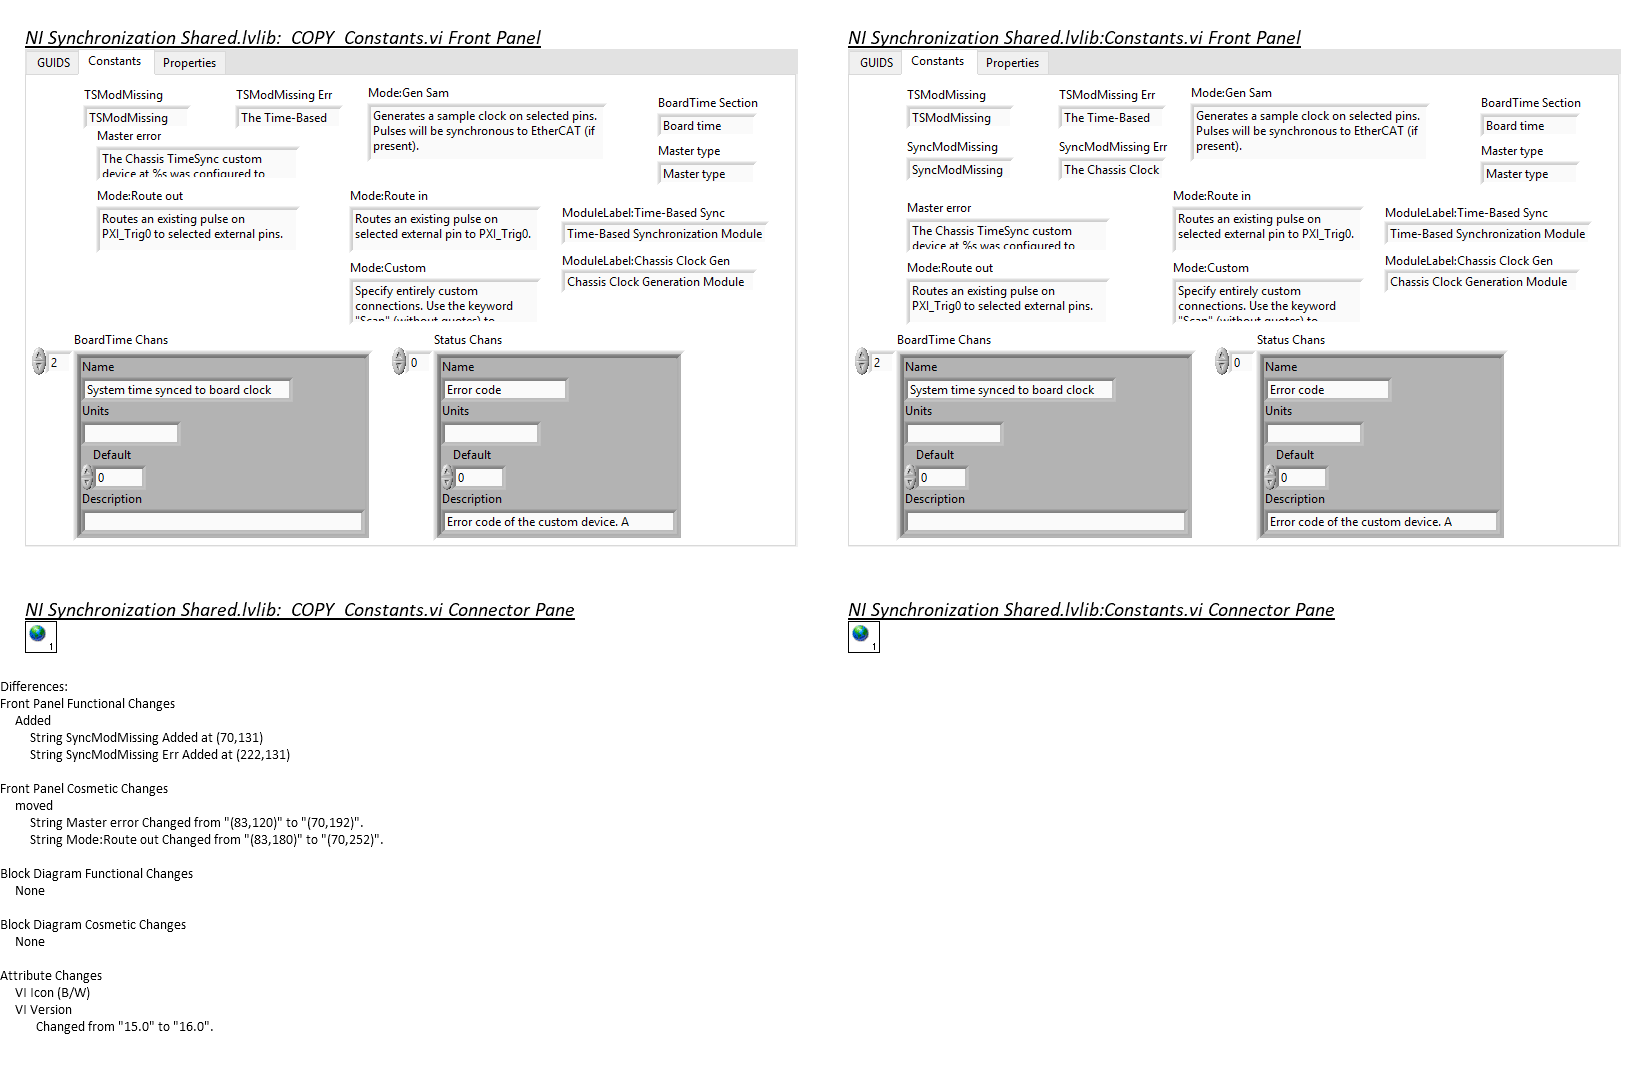 NI Synchronization Shared.lvlib:_COPY_Constants.vi Front Panel
GUIDS
Constants
Properties
TSModMissing
TSModMissing Err
Mode:Gen Sam
BoardTime Section
TSModMissing
The Time-Based
Generates a sample clock on selected pins.
Pulses will be synchronous to EtherCAT (if
present).
Board time
Master error
Master type
The Chassis TimeSync custom
device at %s was configured to
Master type
Mode:Route out
Mode:Route in
Routes an existing pulse on
PXI_Trig0 to selected external pins.
Routes an existing pulse on
selected external pin to PXI_Trig0.
ModuleLabel:Time-Based Sync
Time-Based Synchronization Module
Mode:Custom
ModuleLabel:Chassis Clock Gen
Specify entirely custom
connections. Use the keyword
"Scan" (without quotes) to
Chassis Clock Generation Module
BoardTime Chans
Status Chans
2
Name
System time synced to board clock
Units
Default
0
Description
0
Name
Error code
Units
Default
0
Description
Error code of the custom device. A
NI Synchronization Shared.lvlib:Constants.vi Front Panel
GUIDS
Constants
Properties
TSModMissing
TSModMissing Err
Mode:Gen Sam
BoardTime Section
TSModMissing
The Time-Based
Generates a sample clock on selected pins.
Pulses will be synchronous to EtherCAT (if
present).
Board time
SyncModMissing
SyncModMissing Err
Master type
SyncModMissing
The Chassis Clock
Master type
Master error
Mode:Route in
The Chassis TimeSync custom
device at %s was configured to
Routes an existing pulse on
selected external pin to PXI_Trig0.
ModuleLabel:Time-Based Sync
Time-Based Synchronization Module
Mode:Route out
Mode:Custom
ModuleLabel:Chassis Clock Gen
Routes an existing pulse on
PXI_Trig0 to selected external pins.
Specify entirely custom
connections. Use the keyword
"Scan" (without quotes) to
Chassis Clock Generation Module
BoardTime Chans
Status Chans
2
Name
System time synced to board clock
Units
Default
0
Description
0
Name
Error code
Units
Default
0
Description
Error code of the custom device. A
NI Synchronization Shared.lvlib:_COPY_Constants.vi Connector Pane
1
NI Synchronization Shared.lvlib:Constants.vi Connector Pane
1
Differences:
Front Panel Functional Changes
Added
String SyncModMissing Added at (70,131)
String SyncModMissing Err Added at (222,131)
Front Panel Cosmetic Changes
moved
String Master error Changed from "(83,120)" to "(70,192)".
String Mode:Route out Changed from "(83,180)" to "(70,252)".
Block Diagram Functional Changes
None
Block Diagram Cosmetic Changes
None
Attribute Changes
VI Icon (B/W)
VI Version
Changed from "15.0" to "16.0".